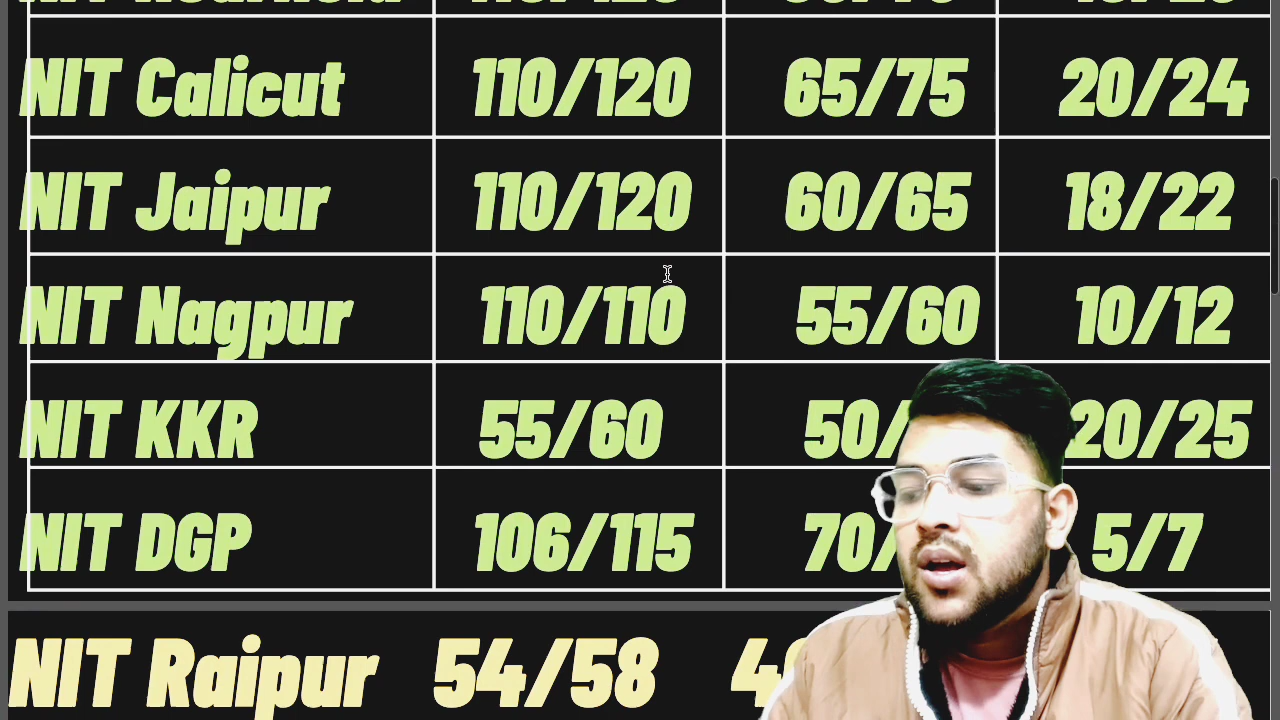 NIT Calicut 110/120 65/75 20/24
NIT Jaipur 110/120 60/65 18/22
NIT Nagpur 110/110 55/60 10/12
NIT KKR 55/60 50/ 20/25
NIT DGP 106/115 70/ 5/7
NIT Raipur 54/58